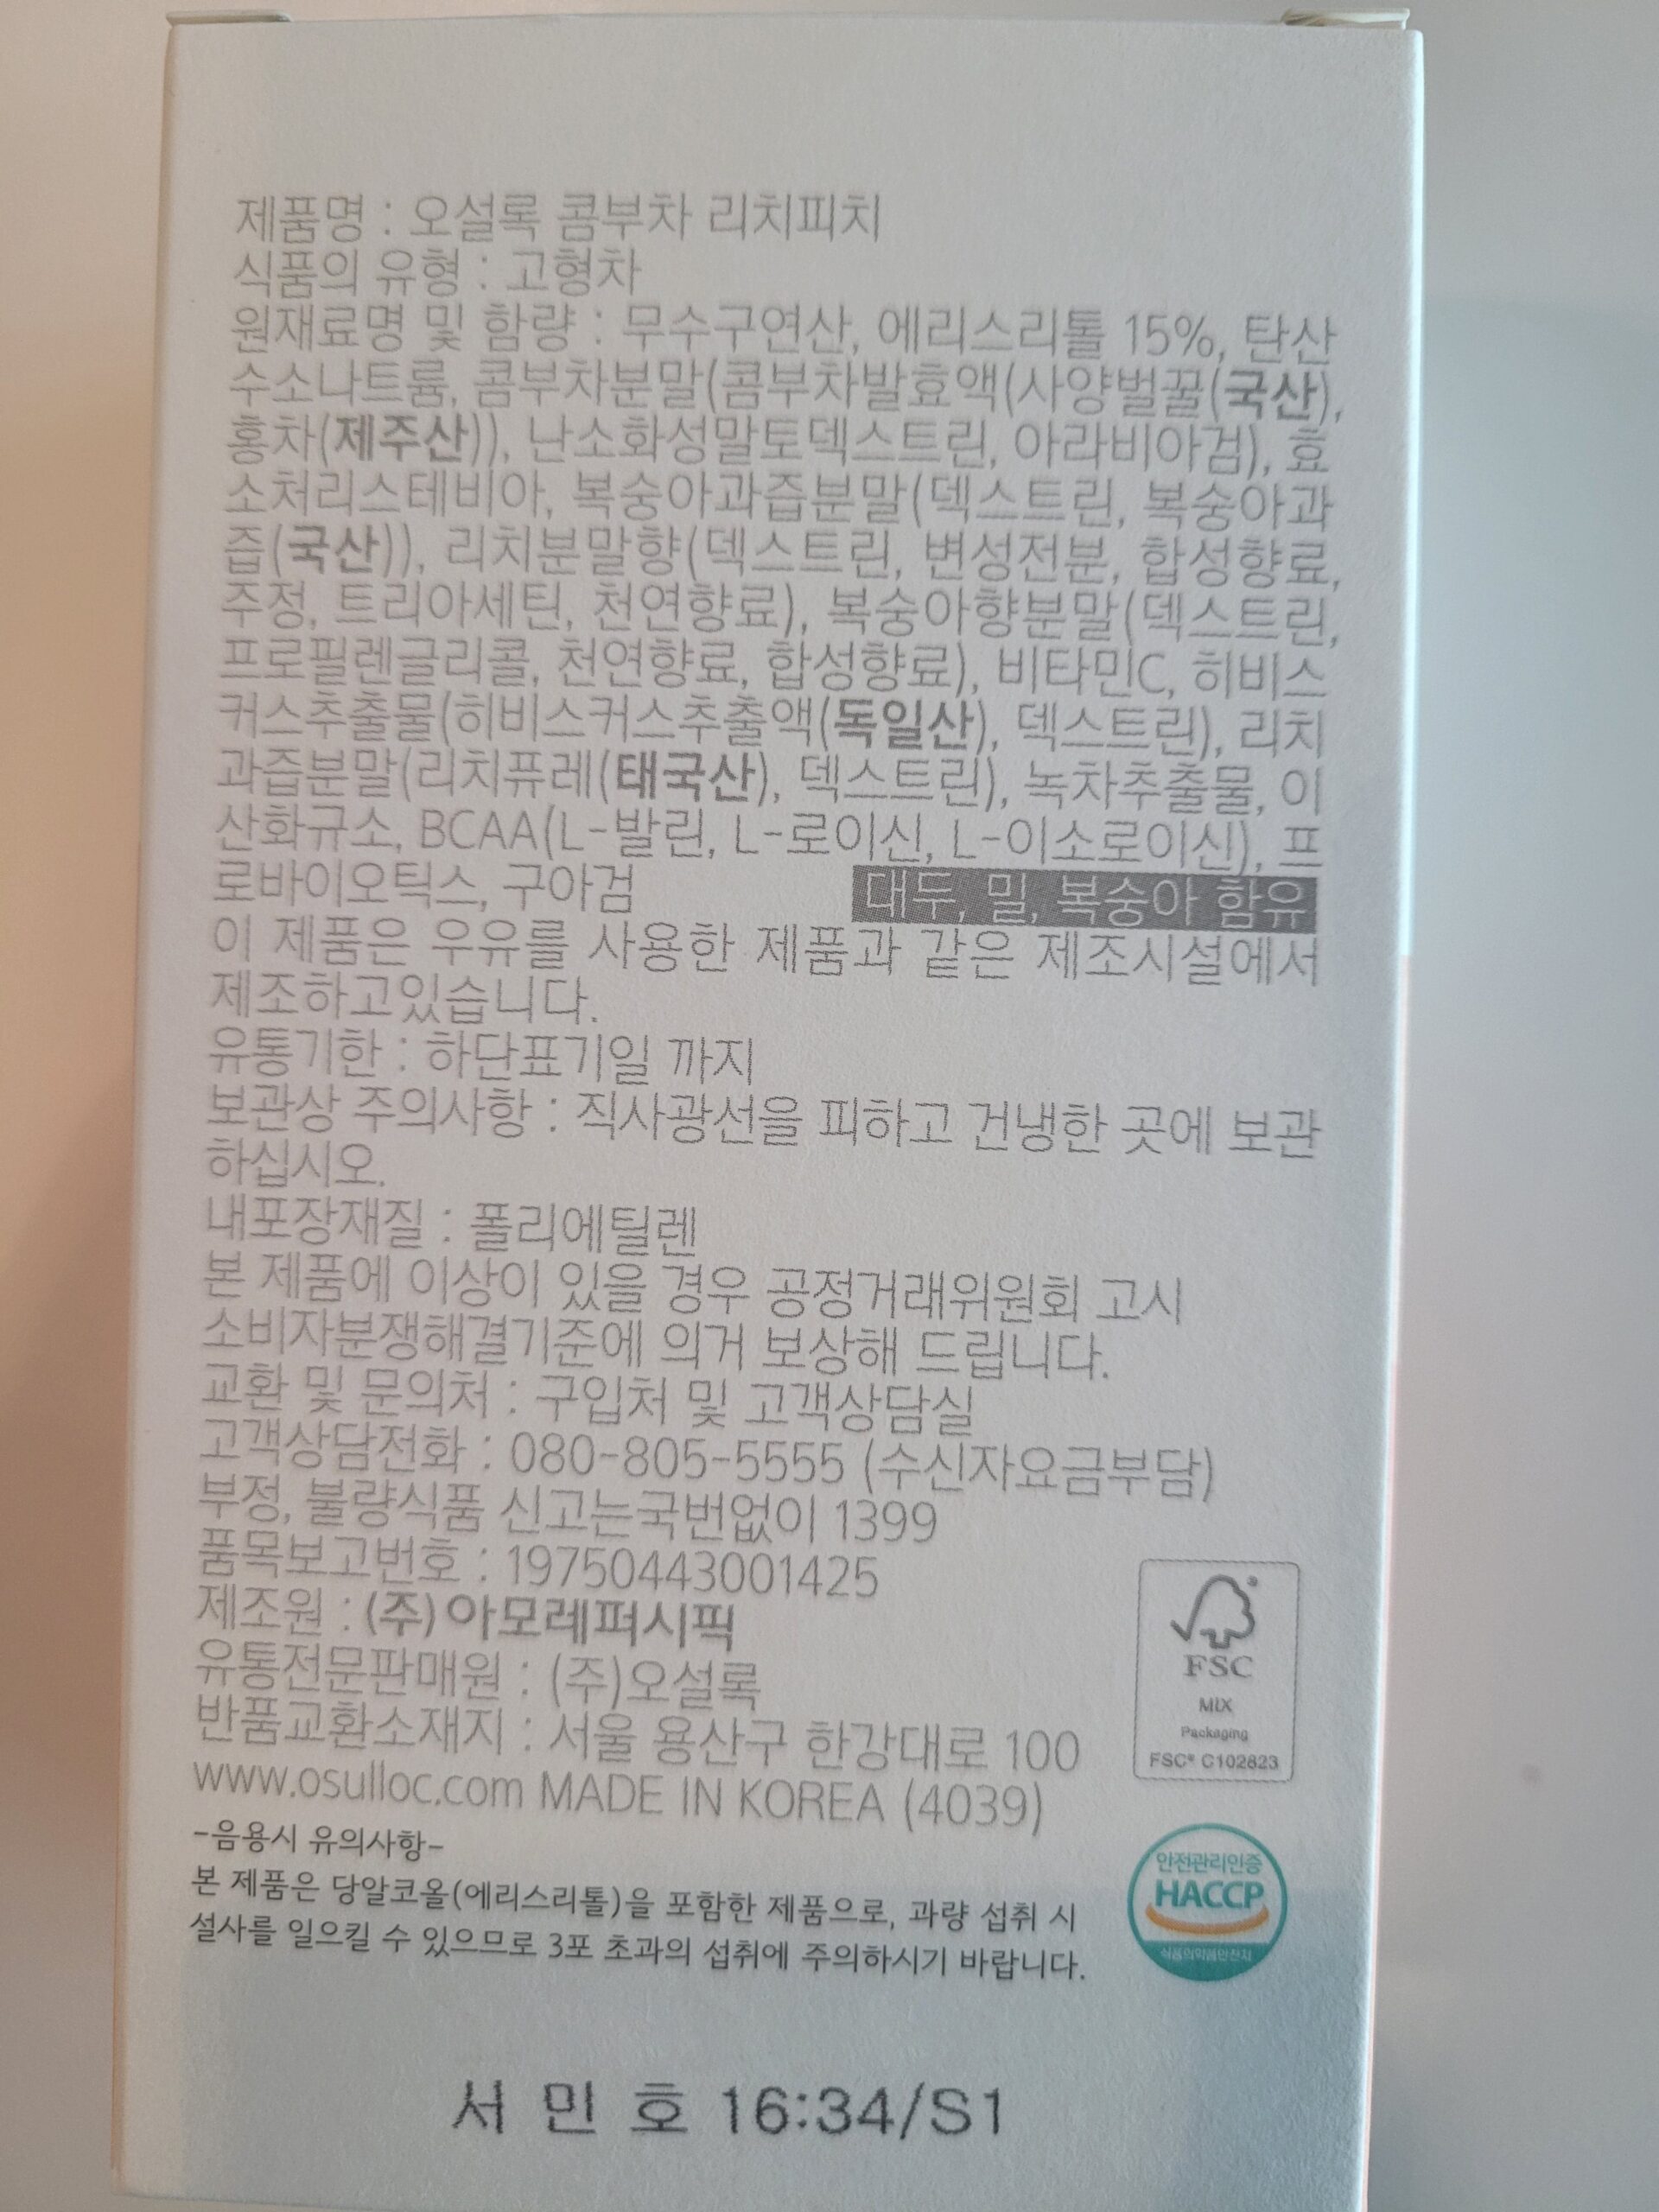 제품명 : 오설록 콤부차 리치피치
식품의 유형 : 고형차
원재료명 및 함량 : 무수구연산, 에리스리톨 15%, 탄산
수소나트륨, 콤부차분말(콤부차발효액(사양벌꿀(국산),
홍차(제주산)), 난소화성말토덱스트린, 아라비아검), 효
소처리스테비아, 복숭아과즙분말(덱스트린, 복숭아과
즙(국산)), 리치분말향(덱스트린, 변성전분, 합성향료,
주정, 트리아세틴, 천연향료), 복숭아향분말(덱스트린,
프로필렌글리콜, 천연향료, 합성향료), 비타민C, 히비스
커스추출물(히비스커스추출액(독일산), 덱스트린), 리치
과즙분말(리치퓨레(태국산), 덱스트린), 녹차추출물, 이
산화규소, BCAA(L-발린, L-로이신, L-이소로이신), 프
로바이오틱스, 구아검 대두, 밀, 복숭아 함유
이 제품은 우유를 사용한 제품과 같은 제조시설에서
제조하고있습니다.
유통기한 : 하단표기일 까지
보관상 주의사항 : 직사광선을 피하고 건냉한 곳에 보관
하십시오.
내포장재질 : 폴리에틸렌
본 제품에 이상이 있을 경우 공정거래위원회 고시
소비자분쟁해결기준에 의거 보상해 드립니다.
교환 및 문의처 : 구입처 및 고객상담실
고객상담전화 : 080-805-5555 (수신자요금부담)
부정, 불량식품 신고는국번없이 1399
품목보고번호 : 19750443001425
제조원 : (주)아모레퍼시픽
유통전문판매원 : (주)오설록
반품교환소재지 : 서울 용산구 한강대로 100
www.osulloc.com MADE IN KOREA (4039)
FSC
MIX
Packaging
FSC® C102823
-음용시 유의사항-
본 제품은 당알코올(에리스리톨)을 포함한 제품으로, 과량 섭취 시
설사를 일으킬 수 있으므로 3포 초과의 섭취에 주의하시기 바랍니다.
안전관리인증
HACCP
식품의약품안전처
서 민 호 16:34/S1